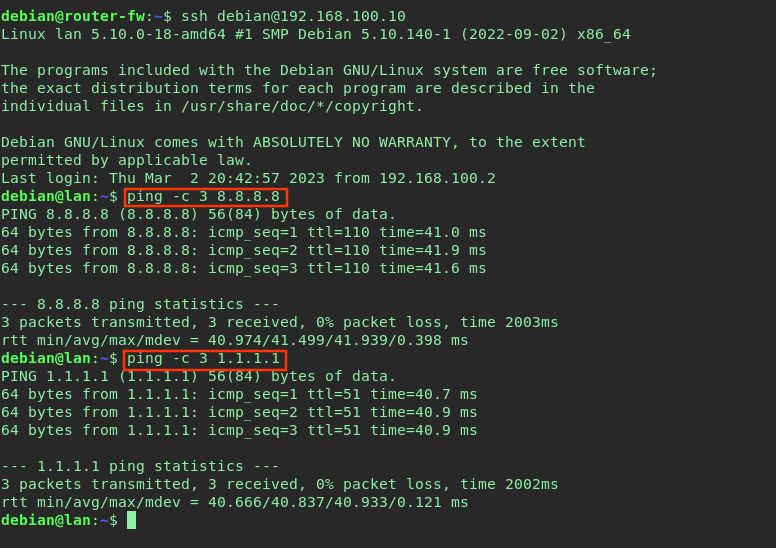 debian@router-fw:~$ ssh debian@192.168.100.10
Linux lan 5.10.0-18-amd64 #1 SMP Debian 5.10.140-1 (2022-09-02) x86_64
The programs included with the Debian GNU/Linux system are free software;
the exact distribution terms for each program are described in the
individual files in /usr/share/doc/*/copyright.
Debian GNU/Linux comes with ABSOLUTELY NO WARRANTY, to the extent
permitted by applicable law.
Last login: Thu Mar  2 20:42:57 2023 from 192.168.100.2
debian@lan:~$ ping -c 3 8.8.8.8
PING 8.8.8.8 (8.8.8.8) 56(84) bytes of data.
64 bytes from 8.8.8.8: icmp_seq=1 ttl=110 time=41.0 ms
64 bytes from 8.8.8.8: icmp_seq=2 ttl=110 time=41.9 ms
64 bytes from 8.8.8.8: icmp_seq=3 ttl=110 time=41.6 ms
--- 8.8.8.8 ping statistics ---
3 packets transmitted, 3 received, 0% packet loss, time 2003ms
rtt min/avg/max/mdev = 40.974/41.499/41.939/0.398 ms
debian@lan:~$ ping -c 3 1.1.1.1
PING 1.1.1.1 (1.1.1.1) 56(84) bytes of data.
64 bytes from 1.1.1.1: icmp_seq=1 ttl=51 time=40.7 ms
64 bytes from 1.1.1.1: icmp_seq=2 ttl=51 time=40.9 ms
64 bytes from 1.1.1.1: icmp_seq=3 ttl=51 time=40.9 ms
--- 1.1.1.1 ping statistics ---
3 packets transmitted, 3 received, 0% packet loss, time 2002ms
rtt min/avg/max/mdev = 40.666/40.837/40.933/0.121 ms
debian@lan:~$